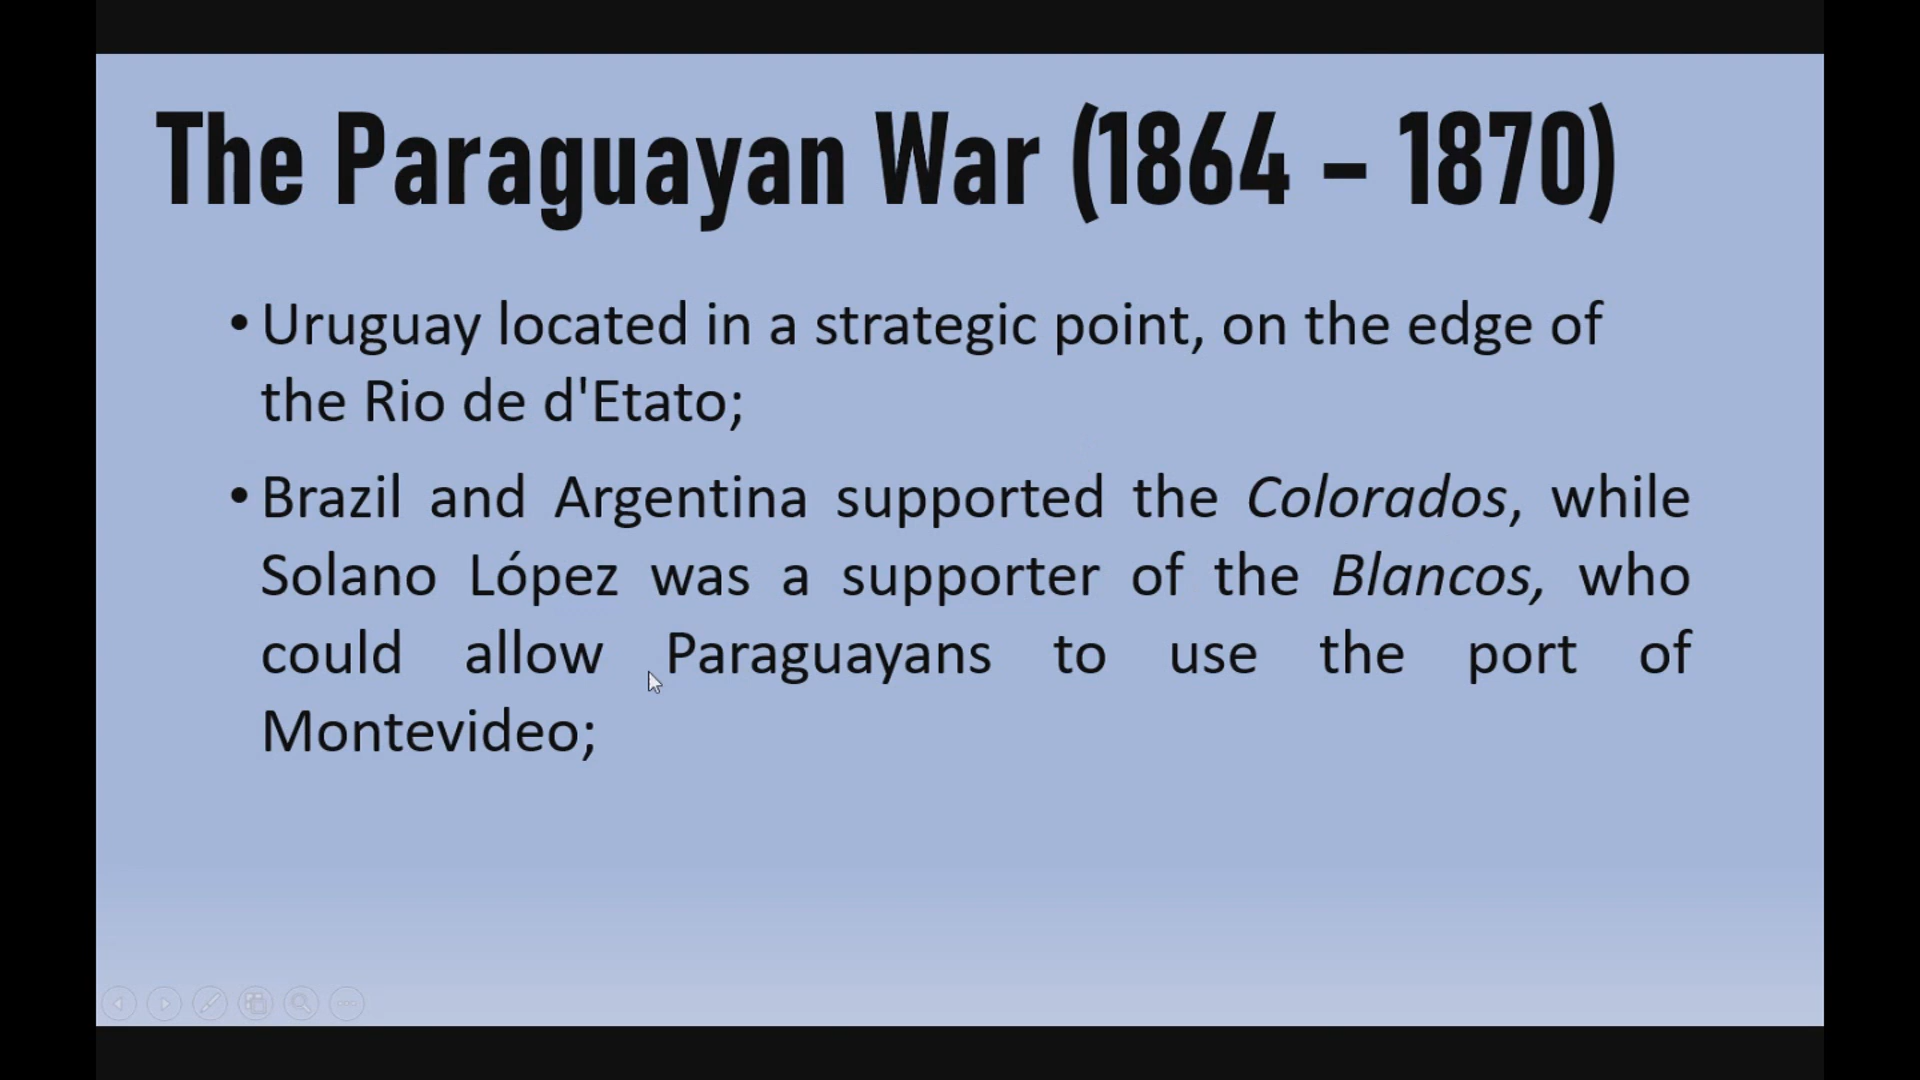 The Paraguayan War (1864 – 1870)
• Uruguay located in a strategic point, on the edge of
the Rio de d'Etato;
• Brazil and Argentina supported the Colorados, while
Solano López was a supporter of the Blancos, who
could allow Paraguayans to use the port of
Montevideo;